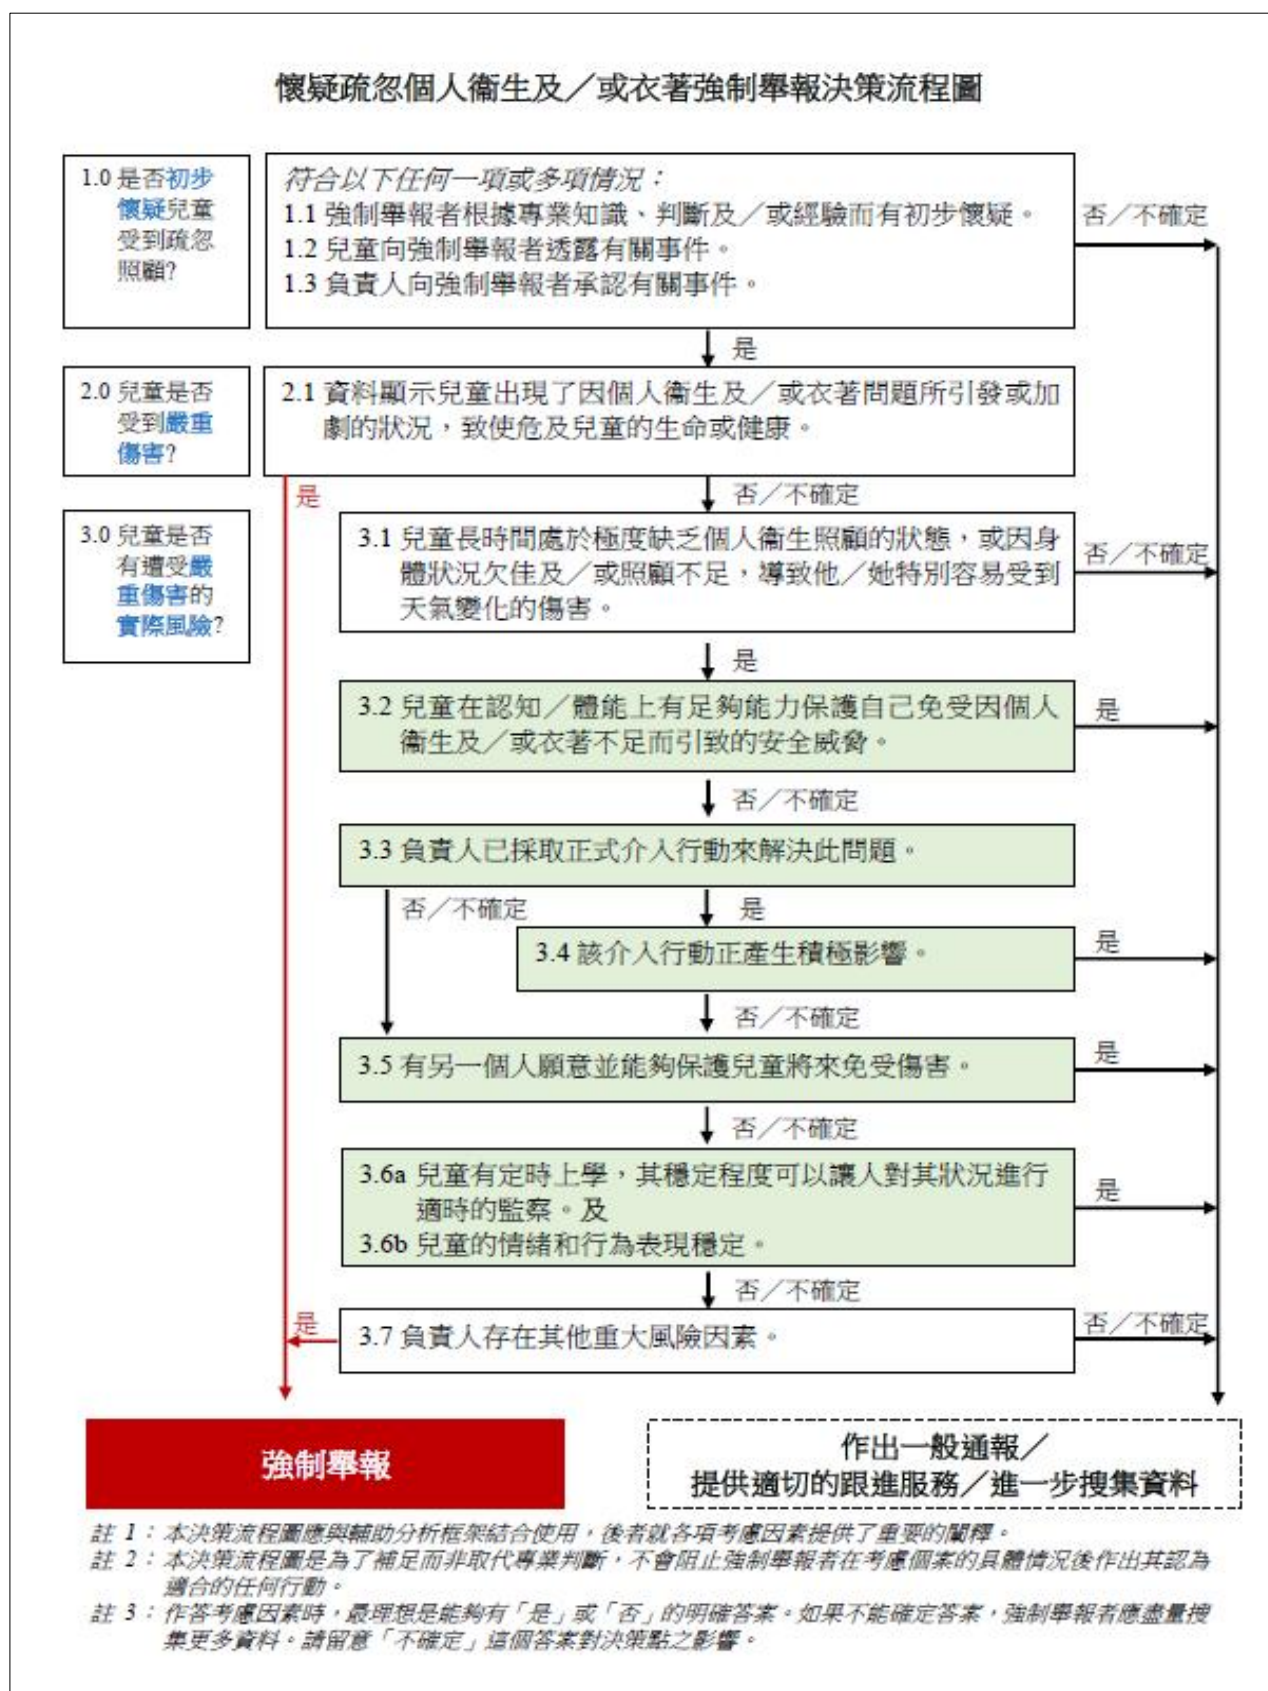 懷疑疏忽個人衞生及／或衣著強制舉報決策流程圖
1.0 是否初步
懷疑兒童
受到疏忽
照顧?
符合以下任何一項或多項情況：
1.1 強制舉報者根據專業知識、判斷及／或經驗而有初步懷疑。
1.2 兒童向強制舉報者透露有關事件。
1.3 負責人向強制舉報者承認有關事件。
否／不確定
是
2.0 兒童是否
受到嚴重
傷害?
2.1 資料顯示兒童出現了因個人衞生及／或衣著問題所引發或加
劇的狀況，致使危及兒童的生命或健康。
是
否／不確定
3.0 兒童是否
有遭受嚴
重傷害的
實際風險?
3.1 兒童長時間處於極度缺乏個人衞生照顧的狀態，或因身
體狀況欠佳及／或照顧不足，導致他／她特別容易受到
天氣變化的傷害。
否／不確定
是
3.2 兒童在認知／體能上有足夠能力保護自己免受因個人
衞生及／或衣著不足而引致的安全威脅。
是
否／不確定
3.3 負責人已採取正式介入行動來解決此問題。
否／不確定
是
3.4 該介入行動正產生積極影響。
是
否／不確定
3.5 有另一個人願意並能夠保護兒童將來免受傷害。
是
否／不確定
3.6a 兒童有定時上學，其穩定程度可以讓人對其狀況進行
適時的監察。及
3.6b 兒童的情緒和行為表現穩定。
是
否／不確定
是
3.7 負責人存在其他重大風險因素。
否／不確定
強制舉報
作出一般通報／
提供適切的跟進服務／進一步搜集資料
註 1：本決策流程圖應與輔助分析框架結合使用，後者就各項考慮因素提供了重要的闡釋。
註 2：本決策流程圖是為了補足而非取代專業判斷，不會阻止強制舉報者在考慮個案的具體情況後作出其認為
適合的任何行動。
註 3：作答考慮因素時，最理想是能夠有「是」或「否」的明確答案。如果不能確定答案，強制舉報者應盡量搜
集更多資料。請留意「不確定」這個答案對決策點之影響。